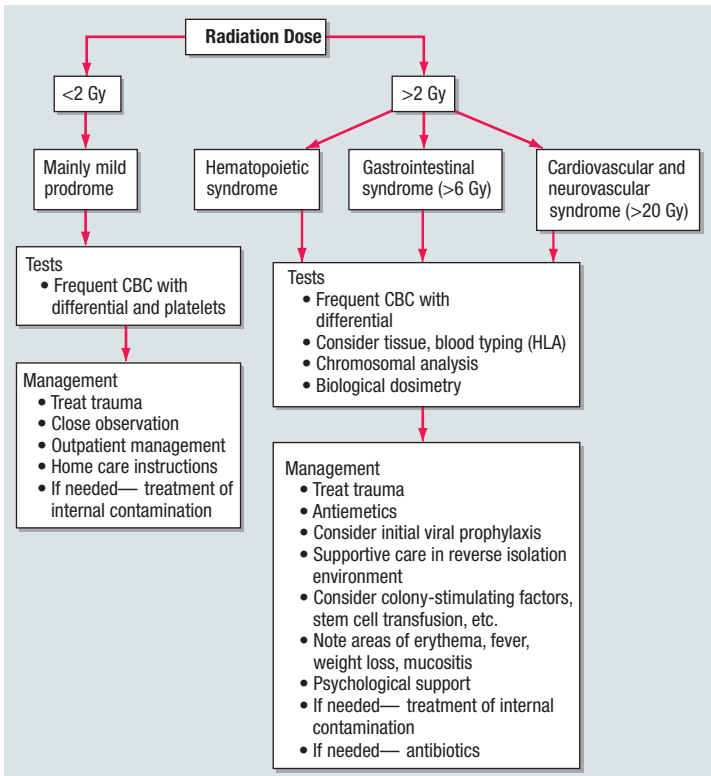 Radiation Dose
<2 Gy
>2 Gy
Mainly mild
prodrome
Hematopoietic
syndrome
Gastrointestinal
syndrome (>6 Gy)
Cardiovascular and
neurovascular
syndrome (>20 Gy)
Tests
• Frequent CBC with
differential and platelets
Management
• Treat trauma
• Close observation
• Outpatient management
• Home care instructions
• If needed— treatment of
internal contamination
Tests
• Frequent CBC with
differential
• Consider tissue, blood typing (HLA)
• Chromosomal analysis
• Biological dosimetry
Management
• Treat trauma
• Antiemetics
• Consider initial viral prophylaxis
• Supportive care in reverse isolation
environment
• Consider colony-stimulating factors,
stem cell transfusion, etc.
• Note areas of erythema, fever,
weight loss, mucositis
• Psychological support
• If needed— treatment of internal
contamination
• If needed— antibiotics